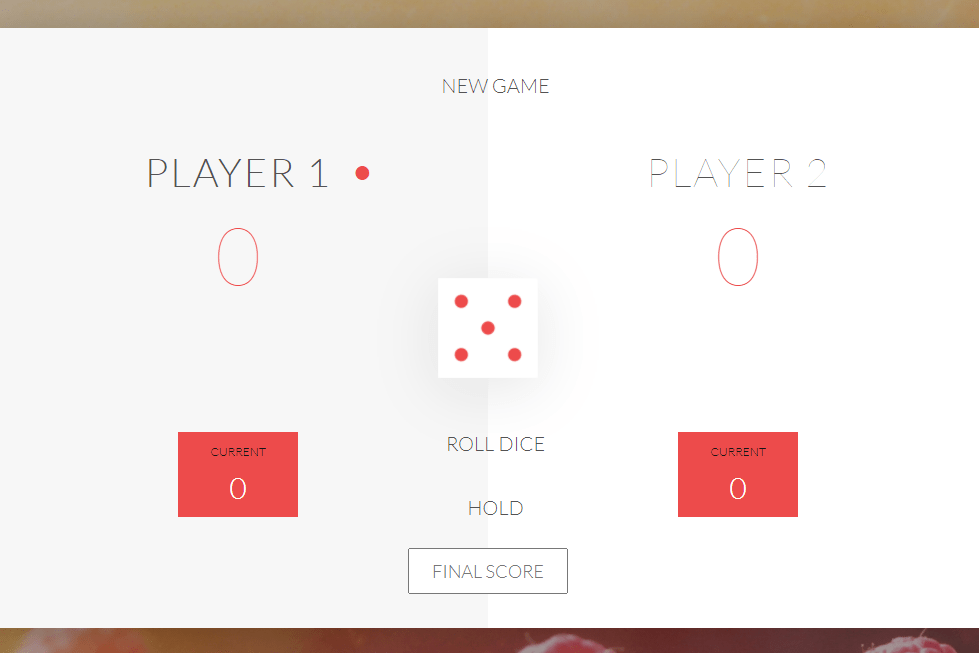 NEW GAME
PLAYER 1
PLAYER 2
0
0
CURRENT
0
CURRENT
0
ROLL DICE
HOLD
FINAL SCORE